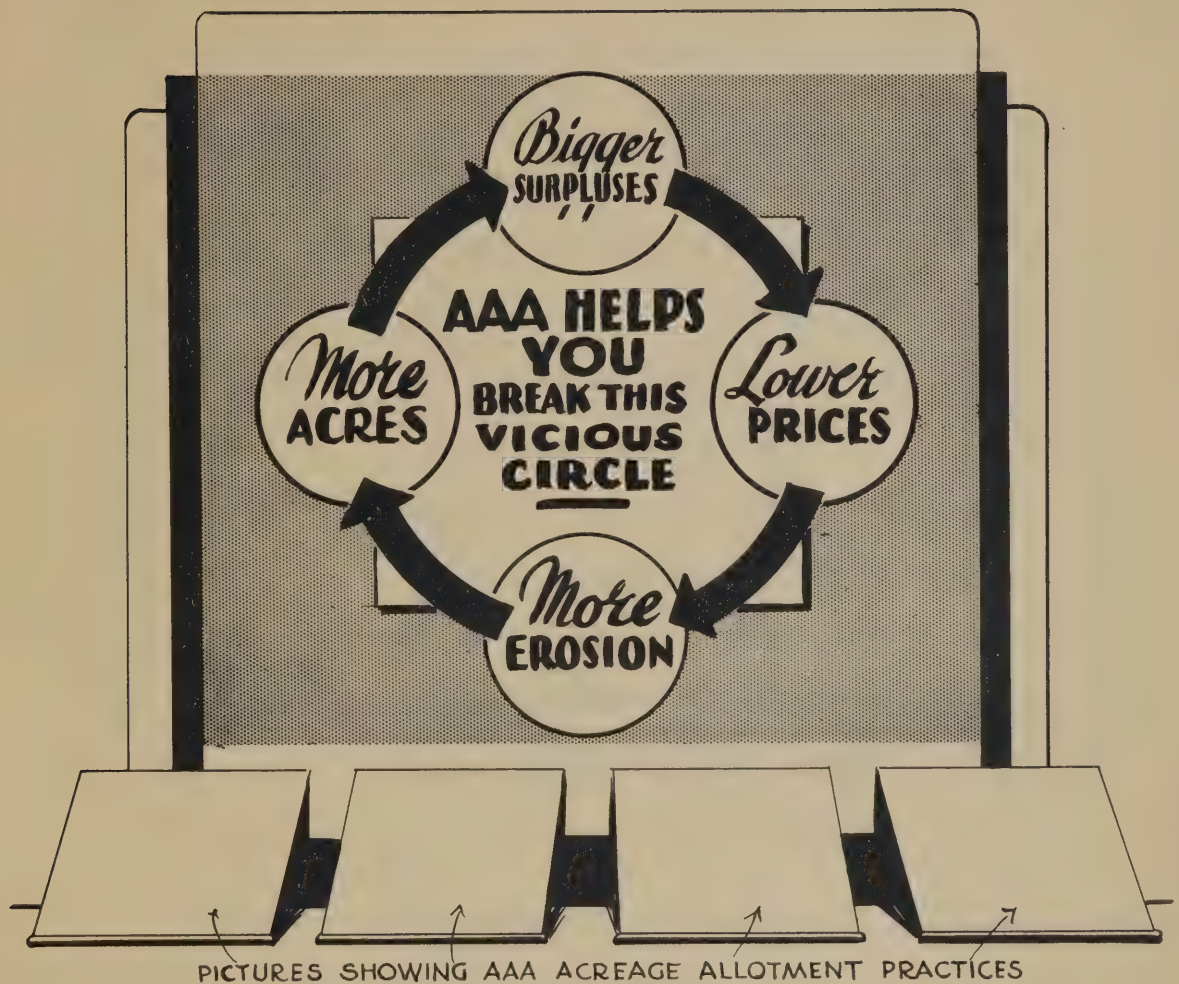 Bigger
SURPLUSES
AAA HELPS
YOU
BREAK THIS
VICIOUS
CIRCLE
More
ACRES
Lower
PRICES
More
EROSION
PICTURES SHOWING AAA ACREAGE ALLOTMENT PRACTICES